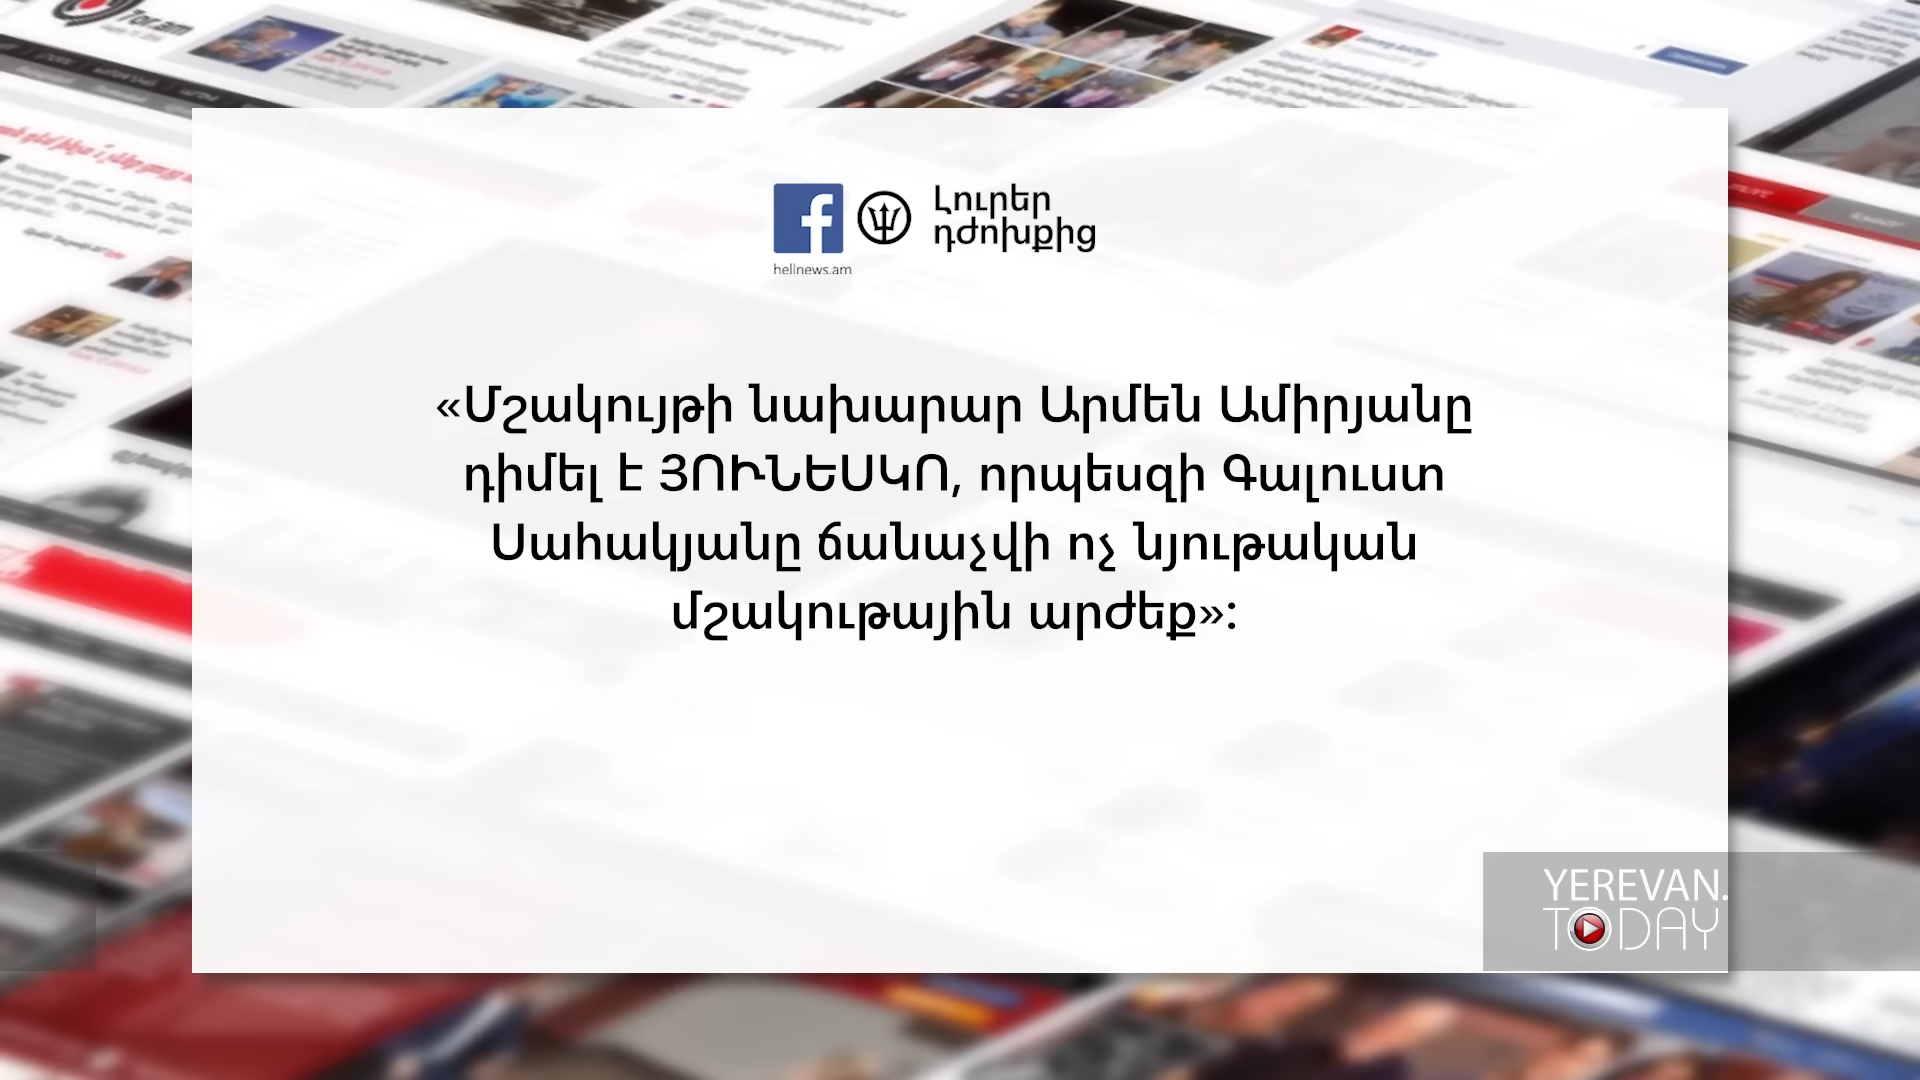 Լուրեր
դժոխքից
hellnews.am
«Մշակույթի նախարար Արմեն Ամիրյանը
դիմել է ՅՈՒՆԵՍԿՕ, որպեսզի Գալուստ
Սահակյանը ճանաչվի ոչ նյութական
մշակութային արժեք»:
YEREVAN.
TODAY